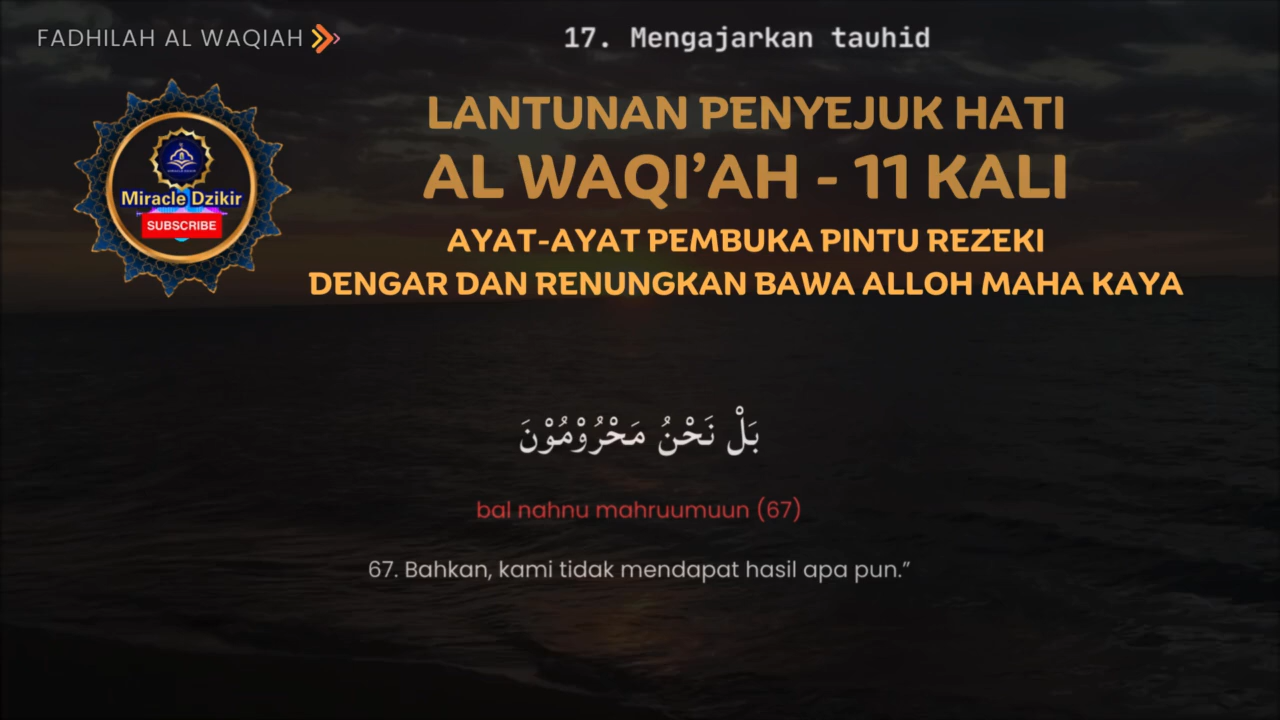 FADHILAH AL WAQIAH
17. Mengajarkan tauhid
LANTUNAN PENYEJUK HATI
AL WAQI’AH - 11 KALI
AYAT-AYAT PEMBUKA PINTU REZEKI
DENGAR DAN RENUNGKAN BAWA ALLOH MAHA KAYA
Miracle Dzikir
SUBSCRIBE
بَلْ نَحْنُ مَحْرُوْمُوْنَ
bal nahnu mahruumuun (67)
67. Bahkan, kami tidak mendapat hasil apa pun.”